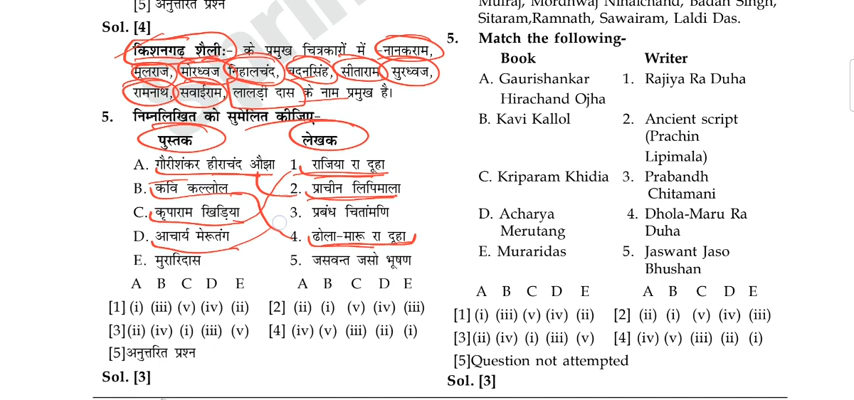 [5] अनुत्तरित प्रश्न
Sol. [4]
किशनगढ़ शैली:- के प्रमुख चित्रकारों में -नानकराम,
मूलराज, मोरध्वज निहालचंद, बदनसिंह, सीताराम, सुरध्वज,
रामनाथ, सवाईराम, लालड़ी दास के नाम प्रमुख है।
5. निम्नलिखित को सुमेलित कीजिए-
पुस्तक लेखक
A. गौरीशंकर हीराचंद औझा 1. राजिया रा दूहा
B. कवि कल्लोल 2. प्राचीन लिपिमाला
C. कृपाराम खिड़िया 3. प्रबंध चितांमणि
D. आचार्य मेरूतंग 4. ढोला-मारू रा दूहा
E. मुरारिदास 5. जसवन्त जसो भूषण
A B C D E A B C D E
[1] (i) (iii) (v) (iv) (ii) [2] (ii) (i) (v) (iv) (iii)
[3](ii) (iv) (i) (iii) (v) [4] (iv) (v) (iii) (ii) (i)
[5]अनुत्तरित प्रश्न
Sol. [3]
Mulraj, Mordhwaj Nihalchand, Badan Singh,
Sitaram,Ramnath, Sawairam, Laldi Das.
5. Match the following-
Book Writer
A. Gaurishankar 1. Rajiya Ra Duha
Hirachand Ojha
B. Kavi Kallol 2. Ancient script
(Prachin
Lipimala)
C. Kriparam Khidia 3. Prabandh
Chitamani
D. Acharya 4. Dhola-Maru Ra
Merutang Duha
E. Muraridas 5. Jaswant Jaso
Bhushan
A B C D E A B C D E
[1] (i) (iii) (v) (iv) (ii) [2] (ii) (i) (v) (iv) (iii)
[3](ii) (iv) (i) (iii) (v) [4] (iv) (v) (iii) (ii) (i)
[5]Question not attempted
Sol. [3]